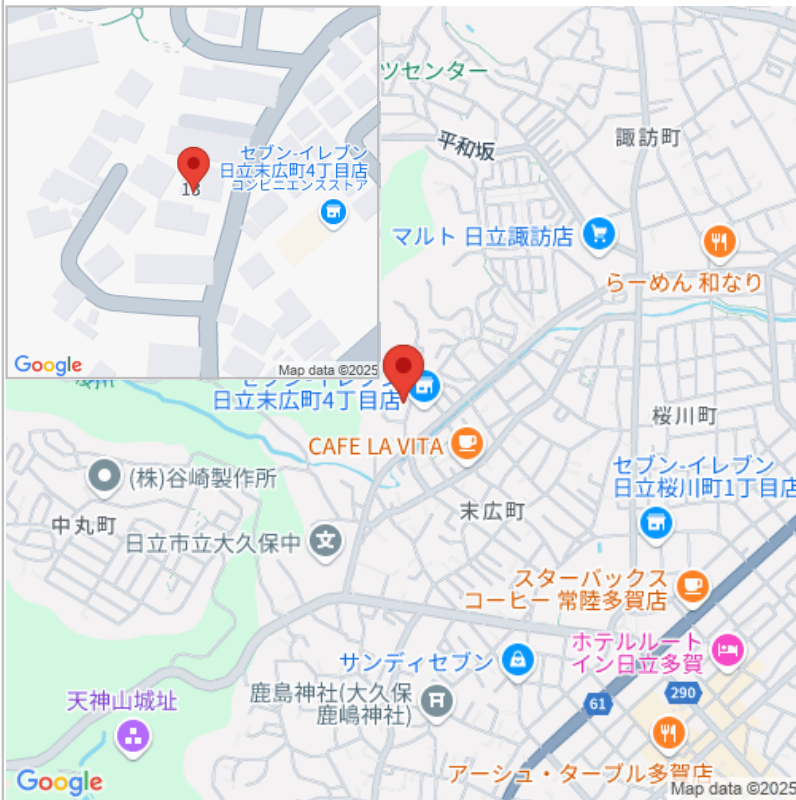 セブン-イレブン
日立末広町4丁目店
コンビニエンスストア
Google
Map data ©2025
ツセンター
平和坂
諏訪町
マルト 日立諏訪店
らーめん 和なり
セブン-イレブン
日立末広町4丁目店
桜川町
CAFE LA VITA
セブン-イレブン
日立桜川町1丁目店
(株)谷崎製作所
末広町
中丸町
日立市立大久保中
スターバックス
コーヒー 常陸多賀店
ホテルルート
イン日立多賀
サンディセブン
天神山城址
鹿島神社(大久保
鹿嶋神社)
290
61
アーシュ・ターブル多賀店
Google
Map data ©2025